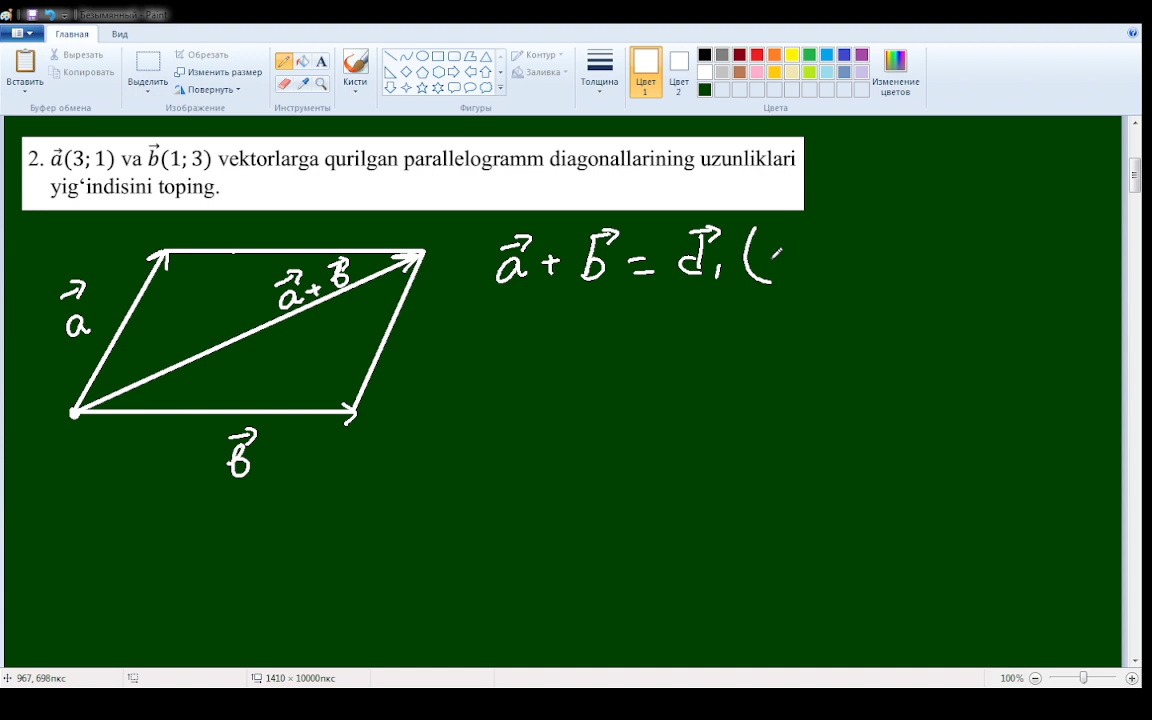 Безымянный - Paint
Главная Вид
Вставить
Вырезать
Копировать
Буфер обмена
Выделить
Обрезать
Изменить размер
Повернуть
Изображение
A
Инструменты
Кисти
Контур
Заливка
Фигуры
Толщина
Цвет 1
Цвет 2
Цвета
Изменение цветов
2. a⃗(3; 1) va b⃗(1; 3) vektorlarga qurilgan parallelogramm diagonallarining uzunliklari
yig‘indisini toping.
a⃗ + b⃗ = d⃗₁ (
a⃗ + b⃗
a⃗
b⃗
967, 698пкс 1410 × 10000пкс 100%